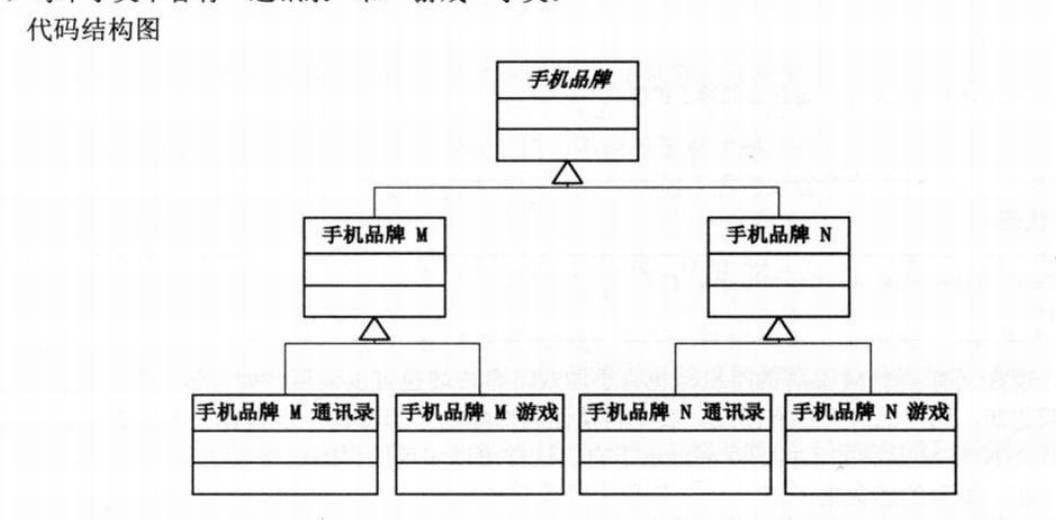 代码结构图
手机品牌
手机品牌 M
手机品牌 N
手机品牌 M 通讯录
手机品牌 M 游戏
手机品牌 N 通讯录
手机品牌 N 游戏